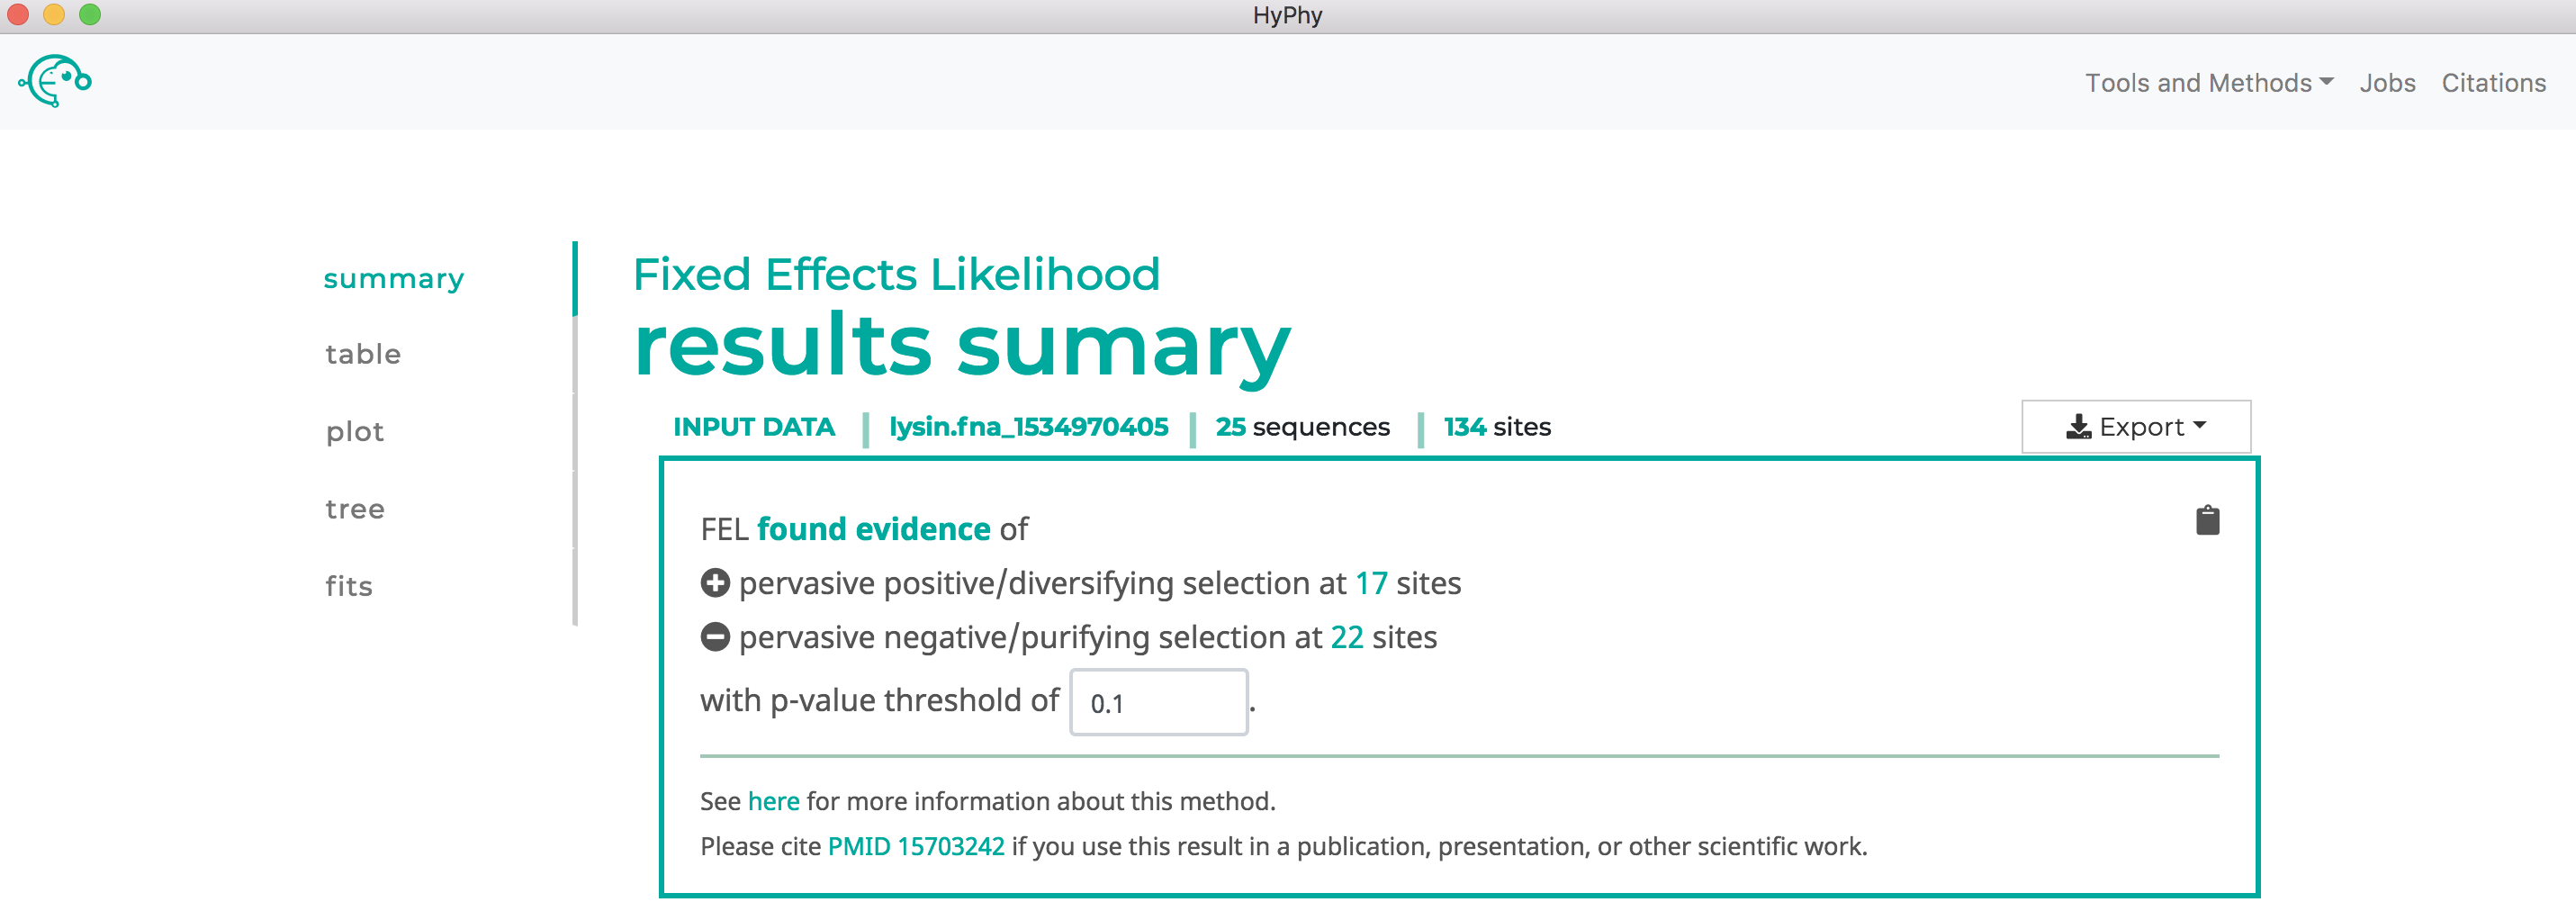 HyPhy
Tools and Methods Jobs Citations
summary
table
plot
tree
fits
Fixed Effects Likelihood
results sumary
INPUT DATA lysin.fna_1534970405 25 sequences 134 sites
Export
FEL found evidence of
pervasive positive/diversifying selection at 17 sites
pervasive negative/purifying selection at 22 sites
with p-value threshold of 0.1 .
See here for more information about this method.
Please cite PMID 15703242 if you use this result in a publication, presentation, or other scientific work.